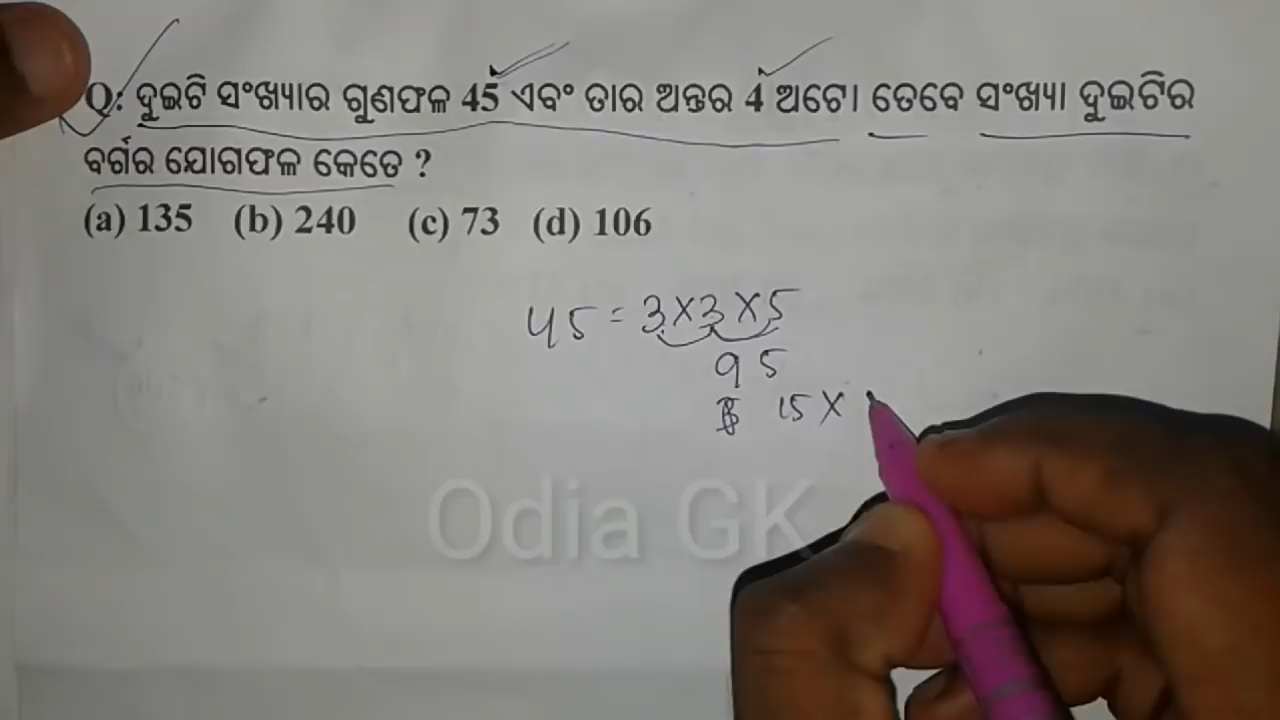 Q: ଦୁଇଟି ସଂଖ୍ୟାର ଗୁଣଫଳ 45 ଏବଂ ତାର ଅନ୍ତର 4 ଅଟେ। ତେବେ ସଂଖ୍ୟା ଦୁଇଟିର
ବର୍ଗର ଯୋଗଫଳ କେତେ ?
(a) 135 (b) 240 (c) 73 (d) 106
45 = 3 X 3 X 5
9 5
15 X
Odia GK